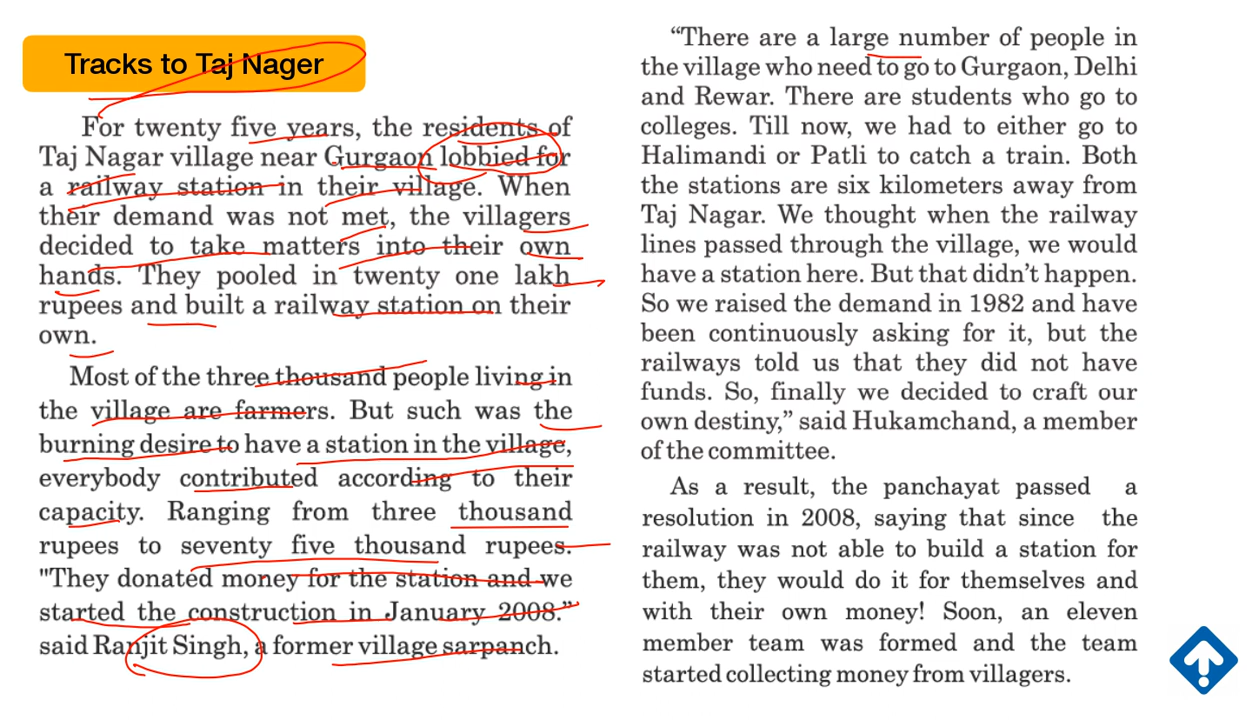 Tracks to Taj Nager
For twenty five years, the residents of
Taj Nagar village near Gurgaon lobbied for
a railway station in their village. When
their demand was not met, the villagers
decided to take matters into their own
hands. They pooled in twenty one lakh
rupees and built a railway station on their
own.
Most of the three thousand people living in
the village are farmers. But such was the
burning desire to have a station in the village,
everybody contributed according to their
capacity. Ranging from three thousand
rupees to seventy five thousand rupees.
"They donated money for the station and we
started the construction in January 2008.”
said Ranjit Singh, a former village sarpanch.
“There are a large number of people in
the village who need to go to Gurgaon, Delhi
and Rewar. There are students who go to
colleges. Till now, we had to either go to
Halimandi or Patli to catch a train. Both
the stations are six kilometers away from
Taj Nagar. We thought when the railway
lines passed through the village, we would
have a station here. But that didn’t happen.
So we raised the demand in 1982 and have
been continuously asking for it, but the
railways told us that they did not have
funds. So, finally we decided to craft our
own destiny,” said Hukamchand, a member
of the committee.
As a result, the panchayat passed a
resolution in 2008, saying that since the
railway was not able to build a station for
them, they would do it for themselves and
with their own money! Soon, an eleven
member team was formed and the team
started collecting money from villagers.